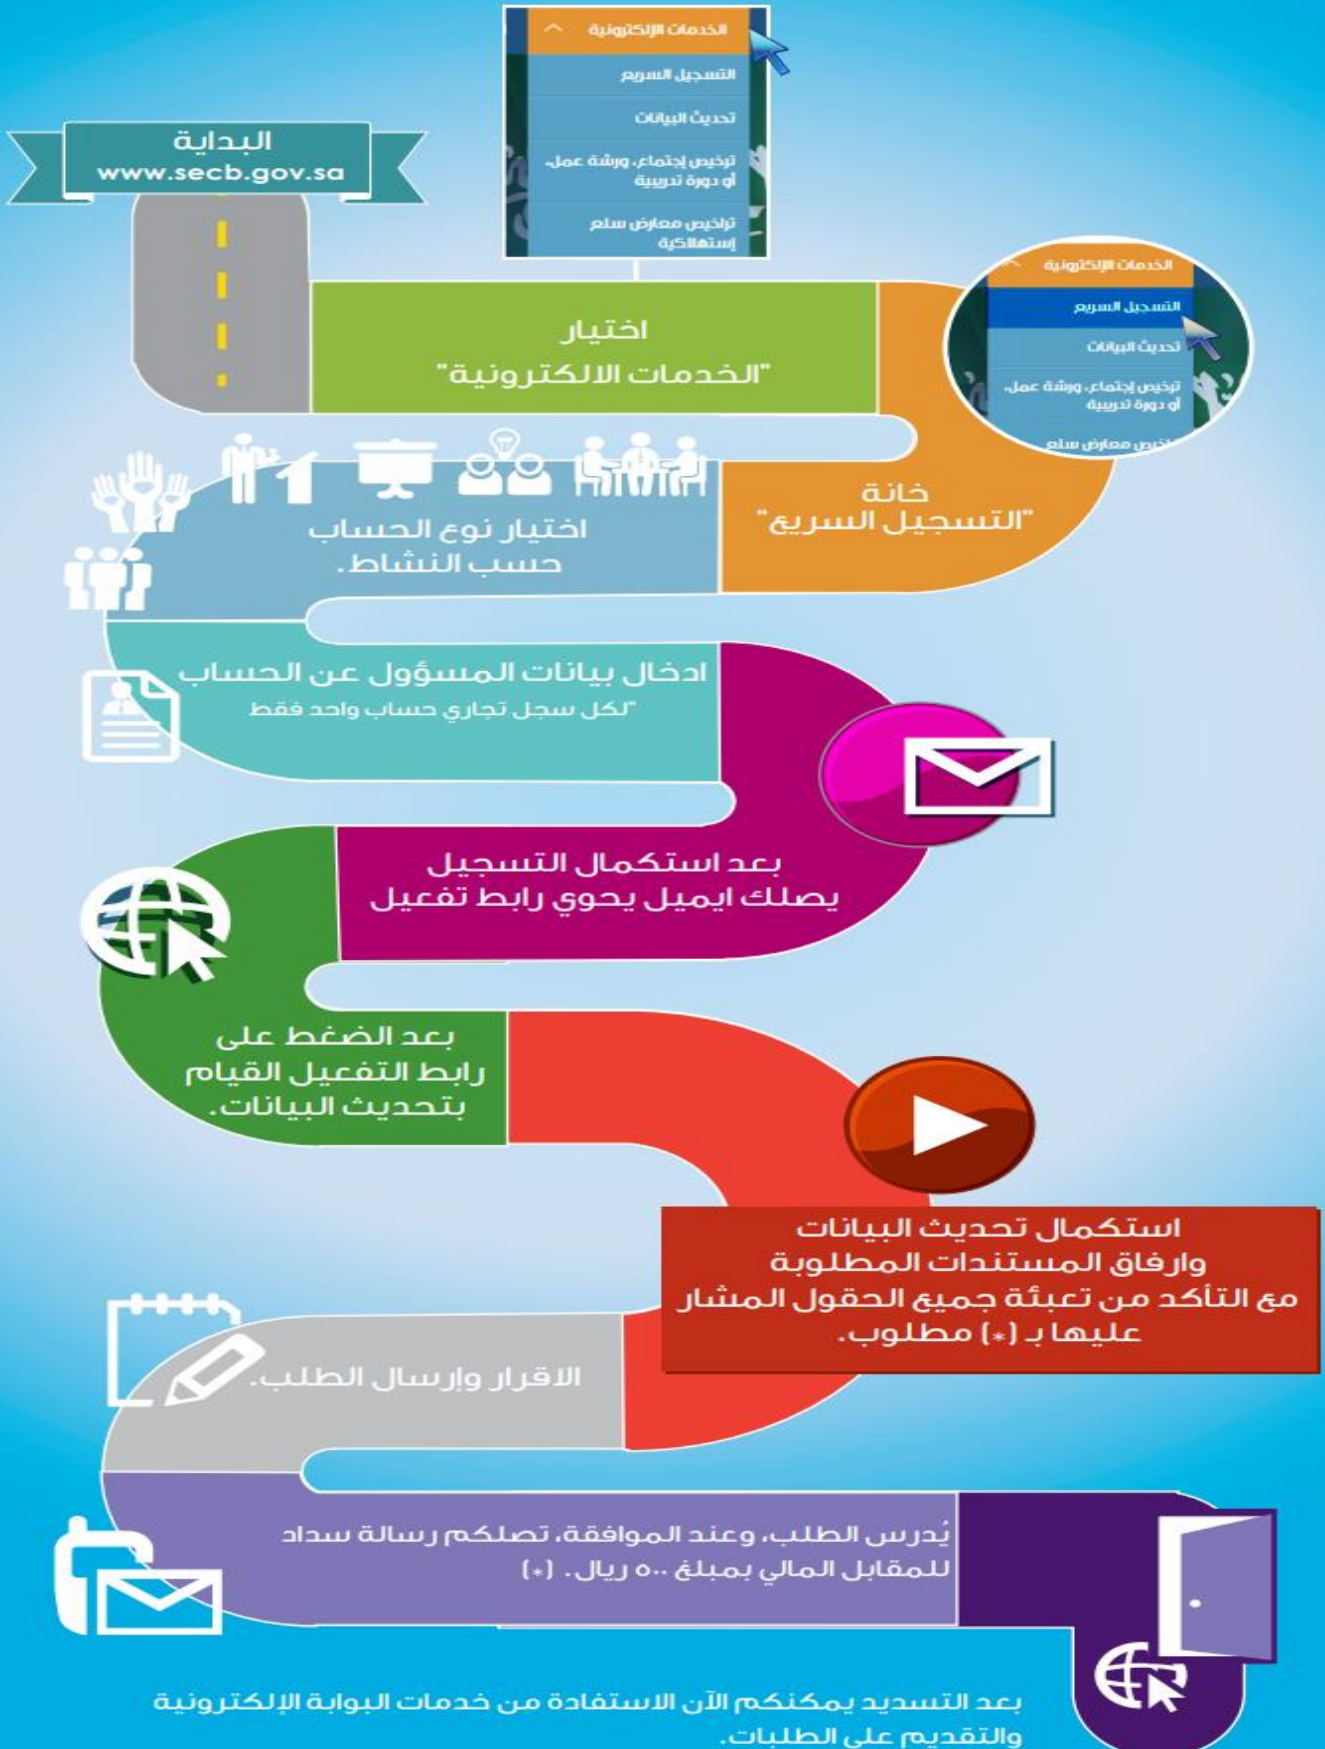 الخدمات الإلكترونية
التسجيل السريع
تحديث البيانات
ترخيص إجتماع، ورشة عمل،
أو دورة تدريبية
تراخيص معارض سلع
إستهلاكية
البداية
www.secb.gov.sa
اختيار
"الخدمات الالكترونية"
الخدمات الإلكترونية
التسجيل السريع
تحديث البيانات
ترخيص إجتماع، ورشة عمل،
أو دورة تدريبية
معارض سلع
خانة
"التسجيل السريع"
اختيار نوع الحساب
حسب النشاط.
ادخال بيانات المسؤول عن الحساب
"لكل سجل تجاري حساب واحد فقط
بعد استكمال التسجيل
يصلك ايميل يحوي رابط تفعيل
بعد الضغط على
رابط التفعيل القيام
بتحديث البيانات.
استكمال تحديث البيانات
وارفاق المستندات المطلوبة
مع التأكد من تعبئة جميع الحقول المشار
عليها بـ (*) مطلوب.
الاقرار وإرسال الطلب.
يُدرس الطلب، وعند الموافقة، تصلكم رسالة سداد
للمقابل المالي بمبلغ ٥٠٠ ريال. (*)
بعد التسديد يمكنكم الآن الاستفادة من خدمات البوابة الإلكترونية
والتقديم على الطلبات.